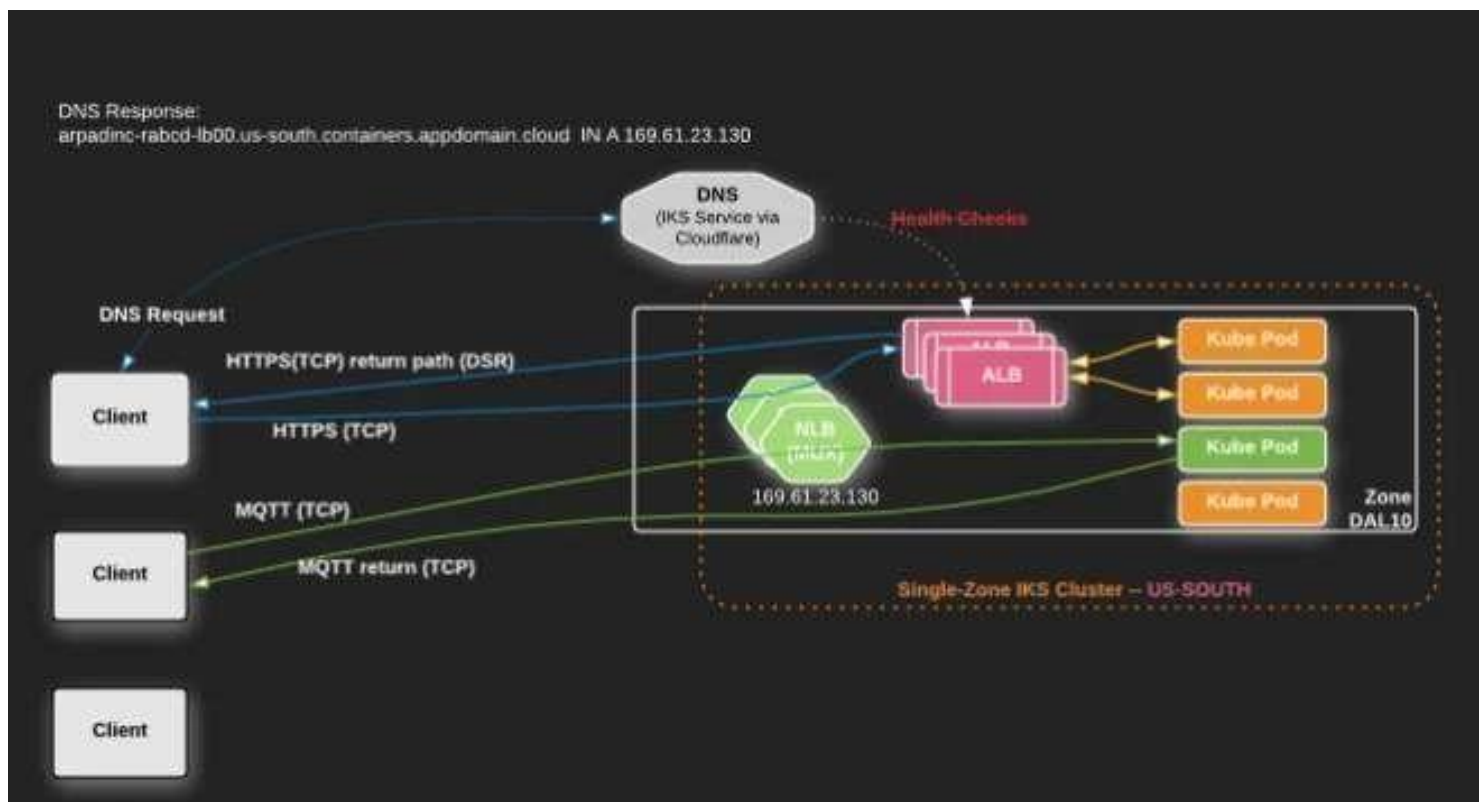 DNS Response:
arpadinc-rabcd-lb00.us-south.containers.appdomain.cloud IN A 169.61.23.130
DNS
(IKS Service via
Cloudflare)
Health Checks
DNS Request
HTTPS(TCP) return path (DSR)
ALB
ALB
Kube Pod
Kube Pod
Client
HTTPS (TCP)
NLB
(MUX)
Kube Pod
169.61.23.130
Kube Pod
Zone
DAL10
MQTT (TCP)
Client
MQTT return (TCP)
Single-Zone IKS Cluster – US-SOUTH
Client